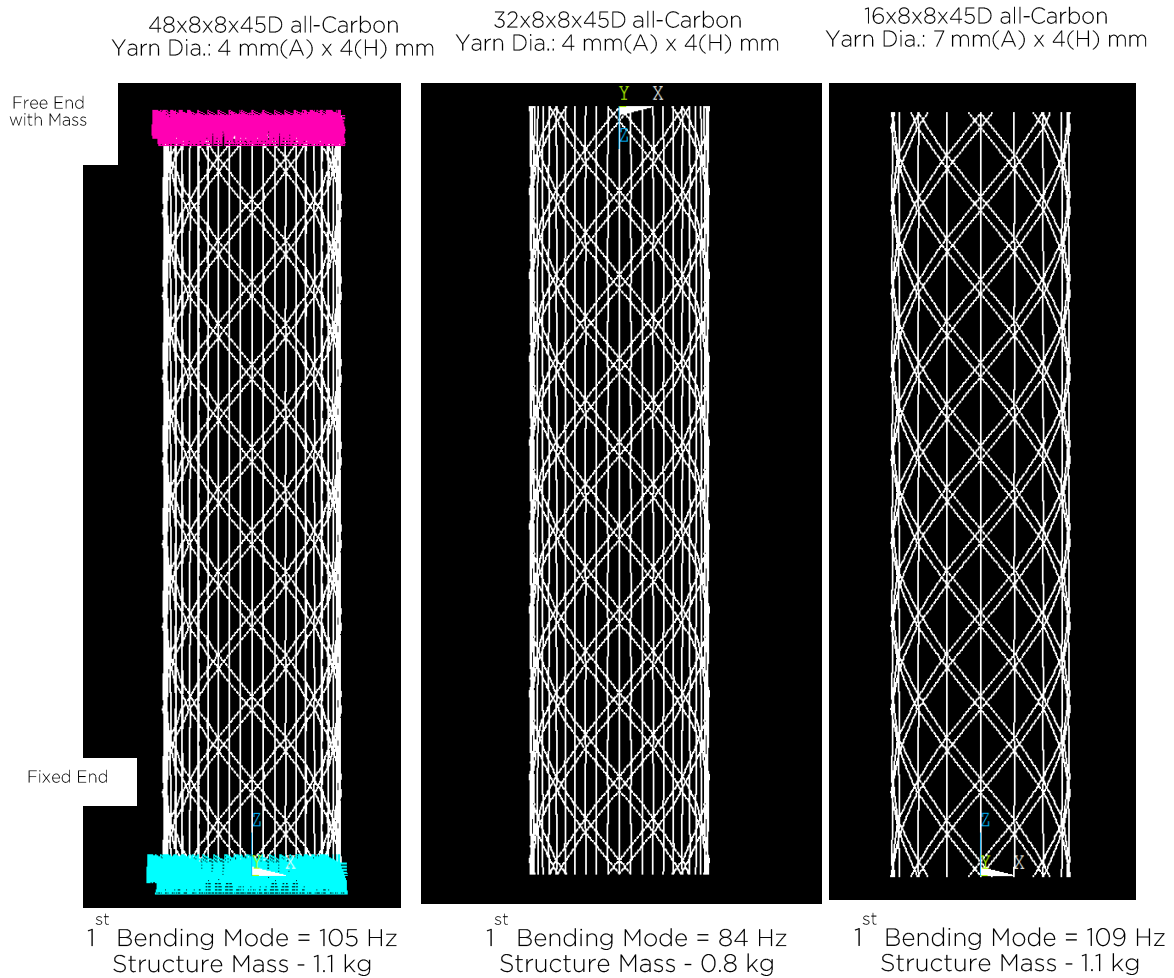 48x8x8x45D all-Carbon
Yarn Dia.: 4 mm(A) x 4(H) mm
32x8x8x45D all-Carbon
Yarn Dia.: 4 mm(A) x 4(H) mm
16x8x8x45D all-Carbon
Yarn Dia.: 7 mm(A) x 4(H) mm
Free End
with Mass
Y
X
Z
Fixed End
Z
Y
X
Z
Y
X
1st Bending Mode = 105 Hz
Structure Mass - 1.1 kg
1st Bending Mode = 84 Hz
Structure Mass - 0.8 kg
1st Bending Mode = 109 Hz
Structure Mass - 1.1 kg